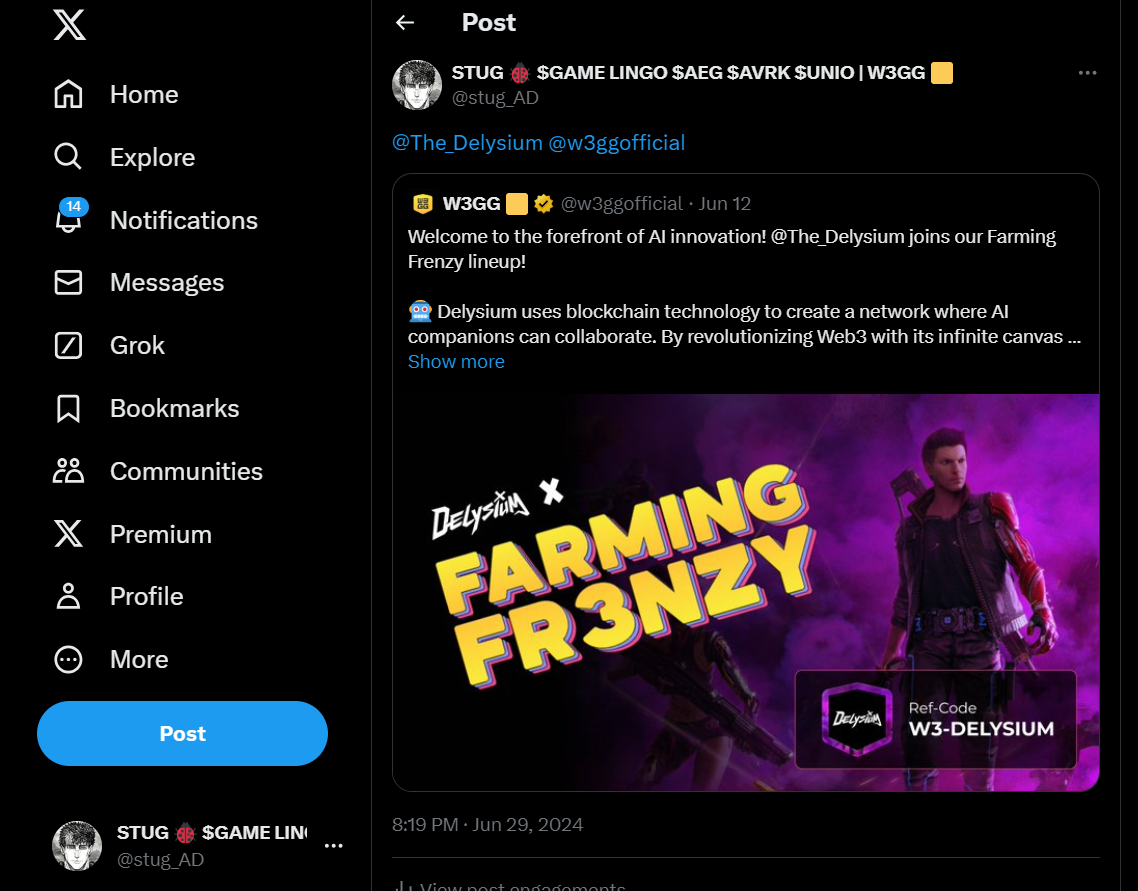 Post
STUG 🐞 $GAME LINGO $AEG $AVRK $UNIO | W3GG 🟨
@stug_AD
@The_Delysium @w3ggofficial
W3GG 🟨 @w3ggofficial · Jun 12
Welcome to the forefront of AI innovation! @The_Delysium joins our Farming
Frenzy lineup!
🤖 Delysium uses blockchain technology to create a network where AI
companions can collaborate. By revolutionizing Web3 with its infinite canvas ...
Show more
DELYSIUM X
FARMING
FR3NZY
DELYSIUM
Ref-Code
W3-DELYSIUM
8:19 PM · Jun 29, 2024
View post engagements
Home
Explore
14
Notifications
Messages
Grok
Bookmarks
Communities
Premium
Profile
More
Post
STUG 🐞 $GAME LIN
@stug_AD